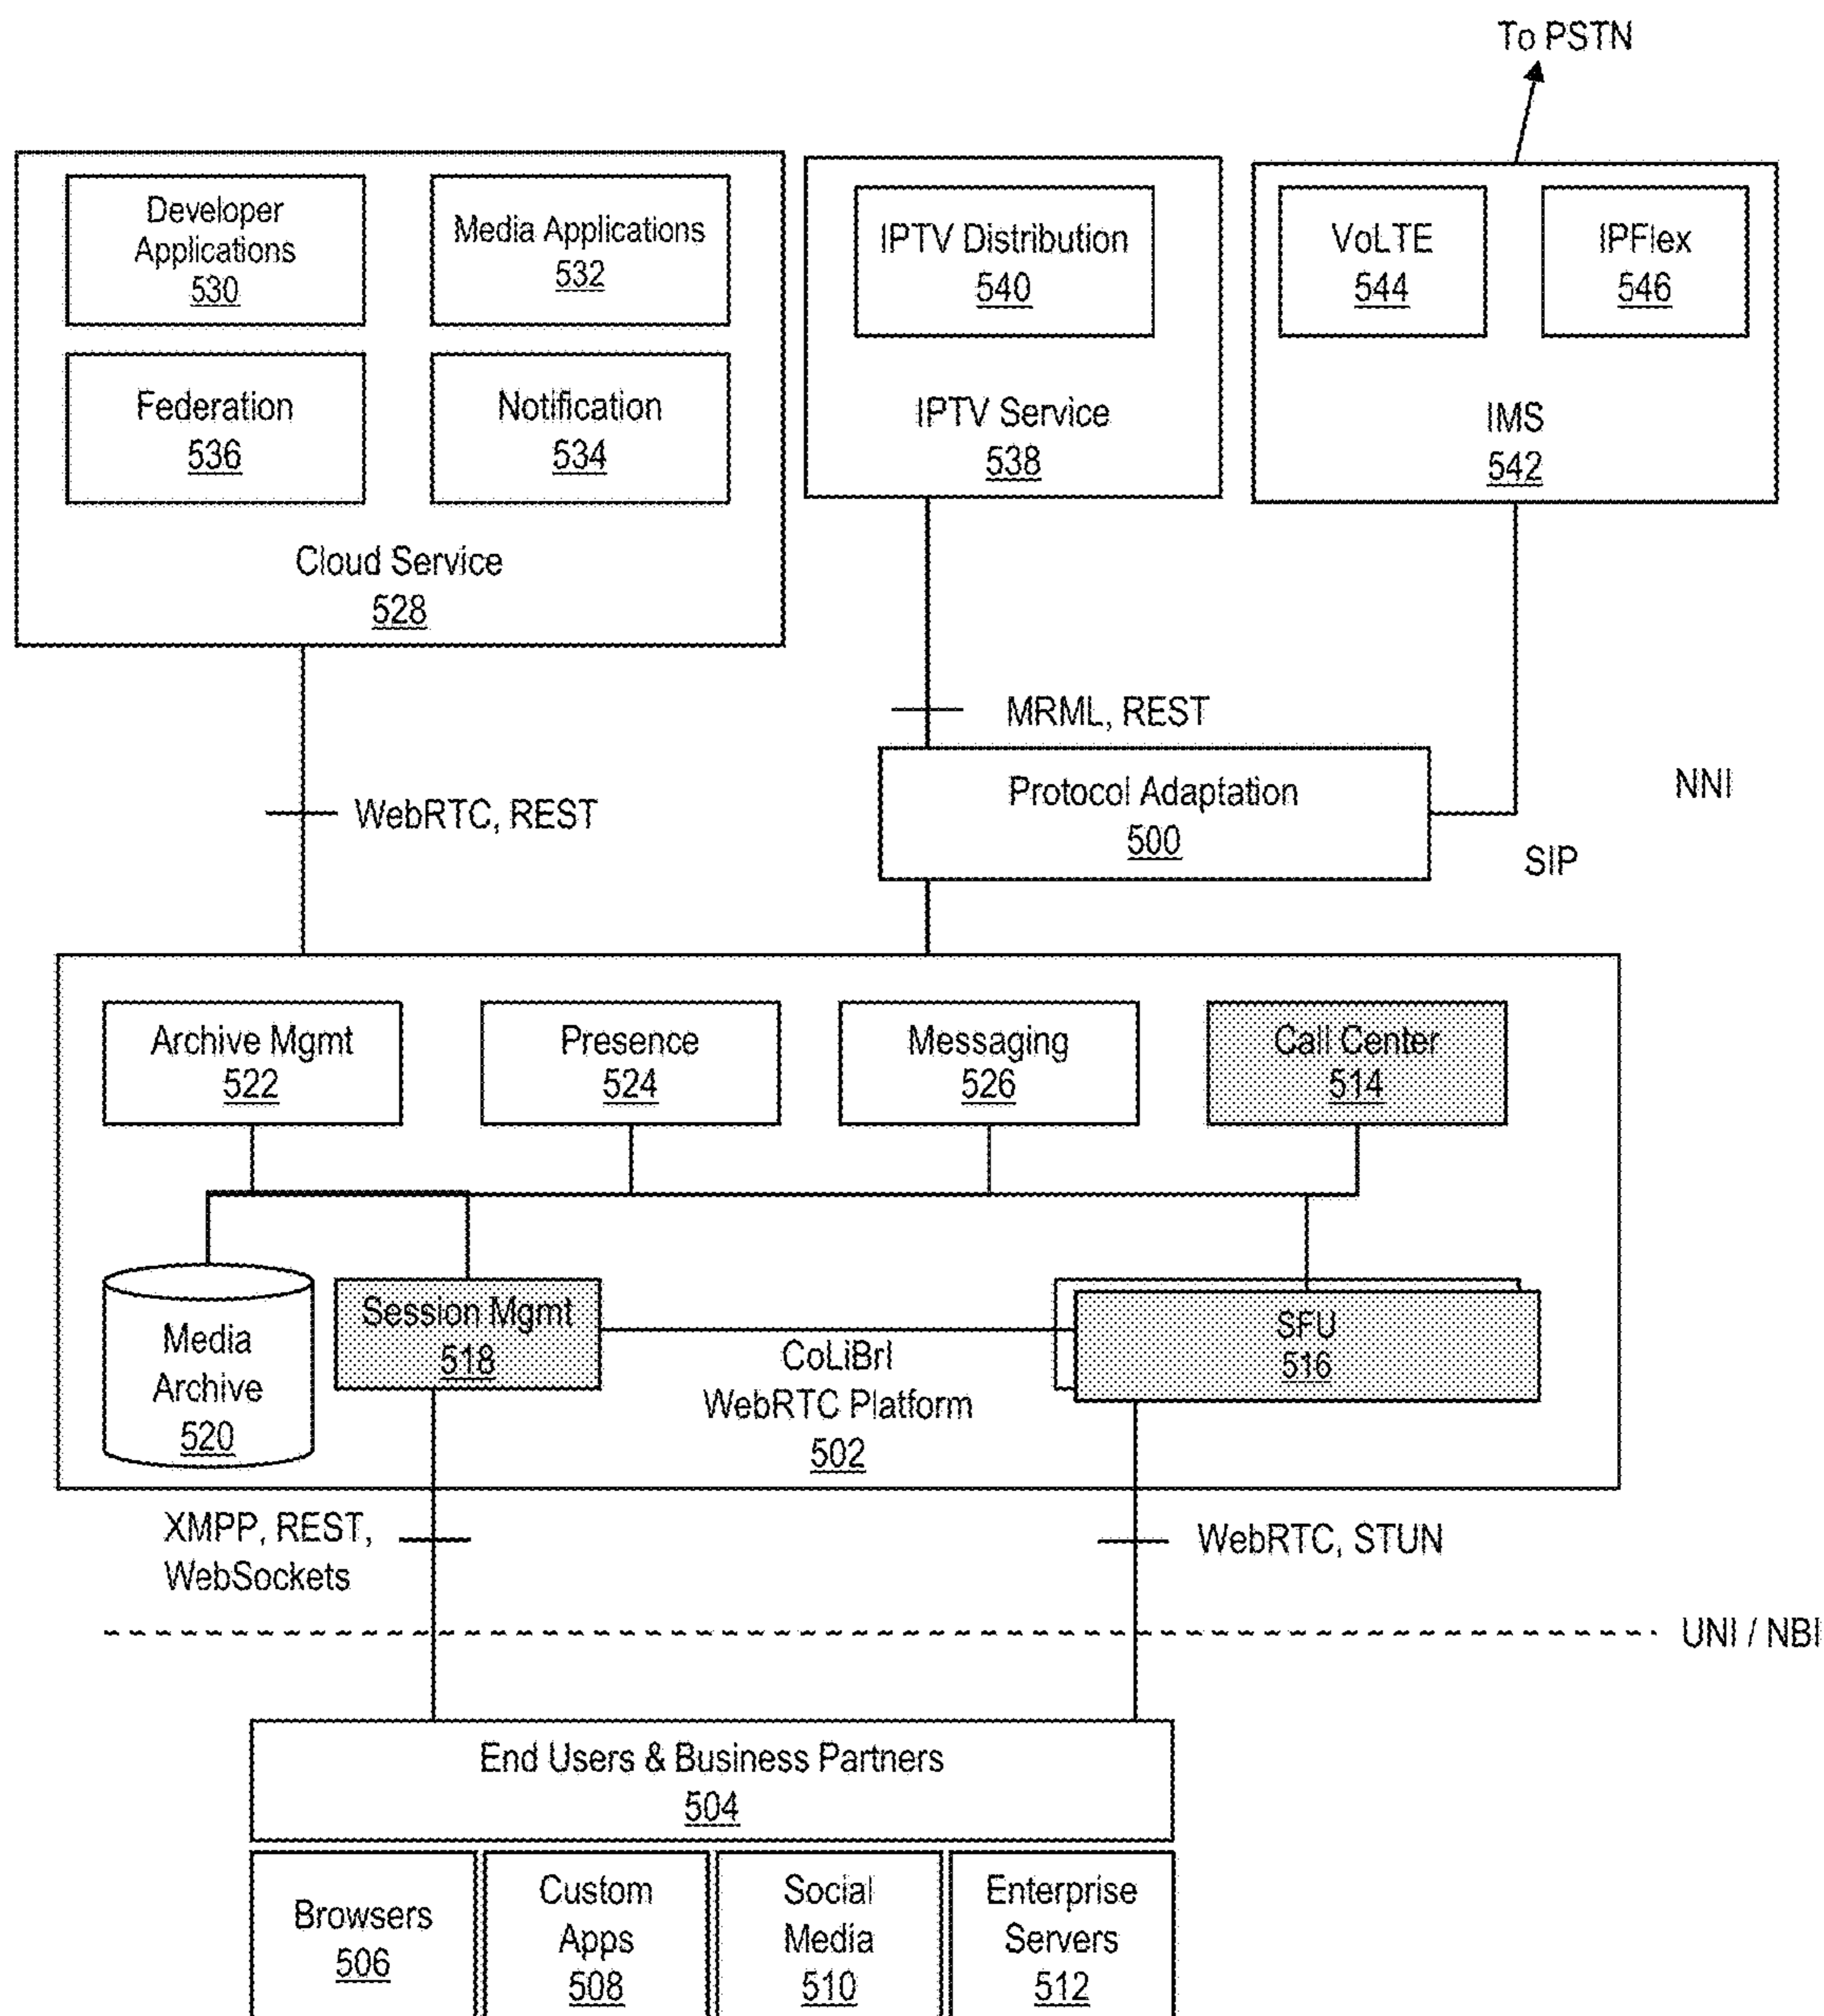 To PSTN
Developer
Applications
530
Media Applications
532
Federation
536
Notification
534
Cloud Service
528
IPTV Distribution
540
IPTV Service
538
VoLTE
544
IPFlex
546
IMS
542
MRML, REST
WebRTC, REST
Protocol Adaptation
500
NNI
SIP
Archive Mgmt
522
Presence
524
Messaging
526
Call Center
514
Media
Archive
520
Session Mgmt
518
CoLiBrI
WebRTC Platform
502
SFU
516
XMPP, REST,
WebSockets
WebRTC, STUN
UNI / NBI
End Users & Business Partners
504
Browsers
506
Custom
Apps
508
Social
Media
510
Enterprise
Servers
512